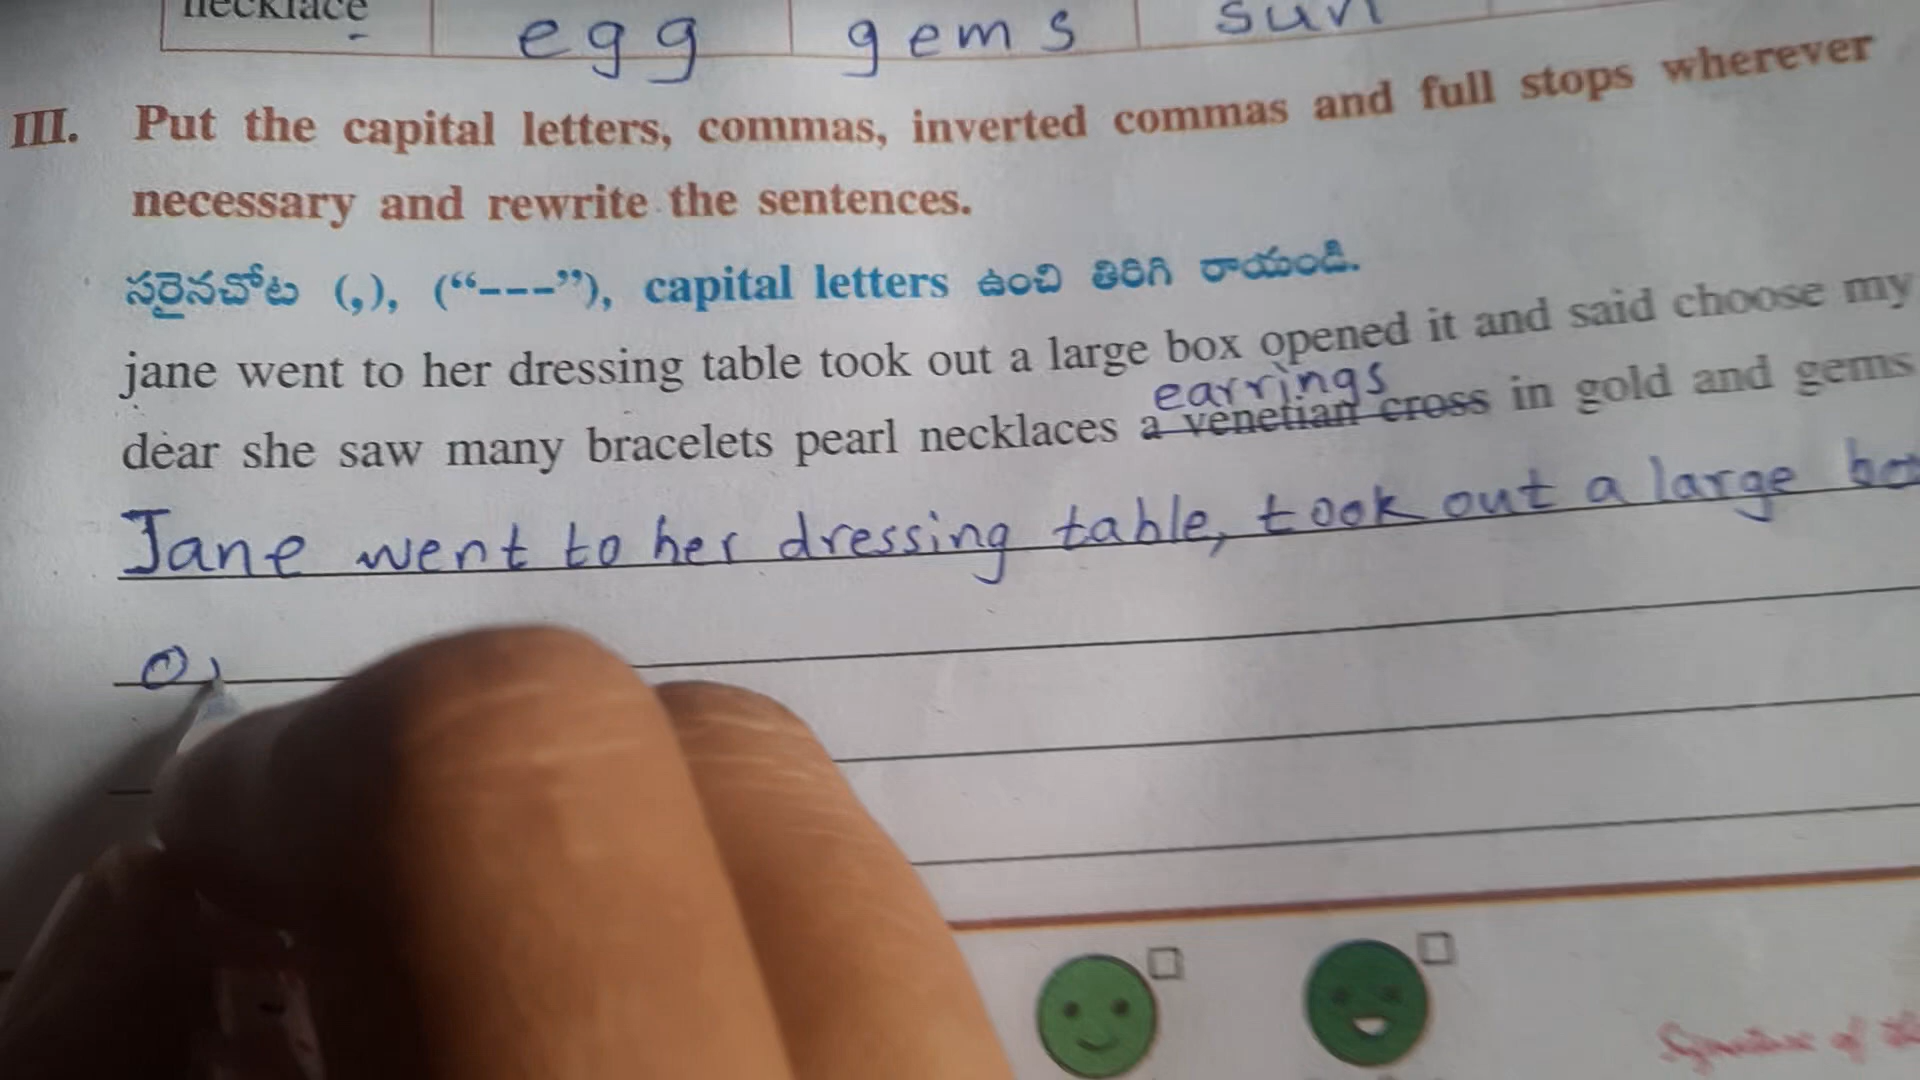 necklace egg gems sun
III. Put the capital letters, commas, inverted commas and full stops wherever
necessary and rewrite the sentences.
సరైనచోట (,), (“---”), capital letters ఉంచి తిరిగి రాయండి.
jane went to her dressing table took out a large box opened it and said choose my
earrings
dear she saw many bracelets pearl necklaces a venetian cross in gold and gems
Jane went to her dressing table, took out a large bo
Signature of